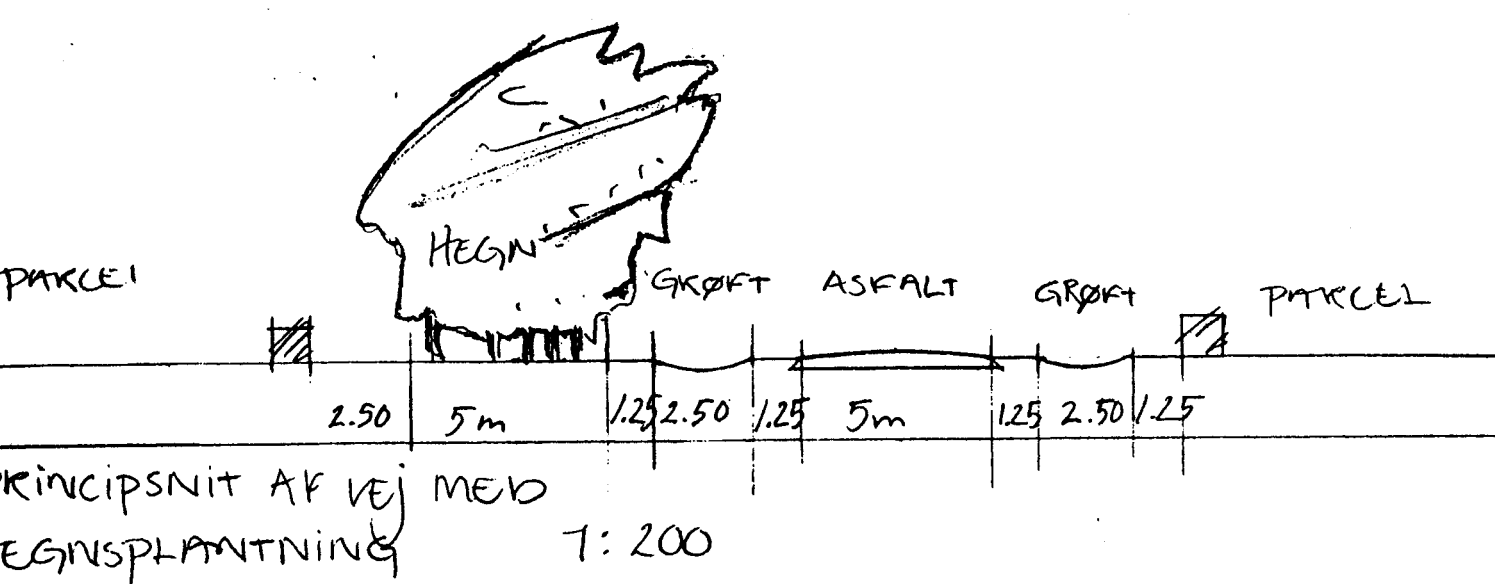 HEGN
PARCEL GRØFT ASFALT GRØFT PARCEL
2.50 5m 1.25 2.50 1.25 5m 1.25 2.50 1.25
PRINCIPSNIT AF VEJ MED
EGNSPLANTNING 1:200